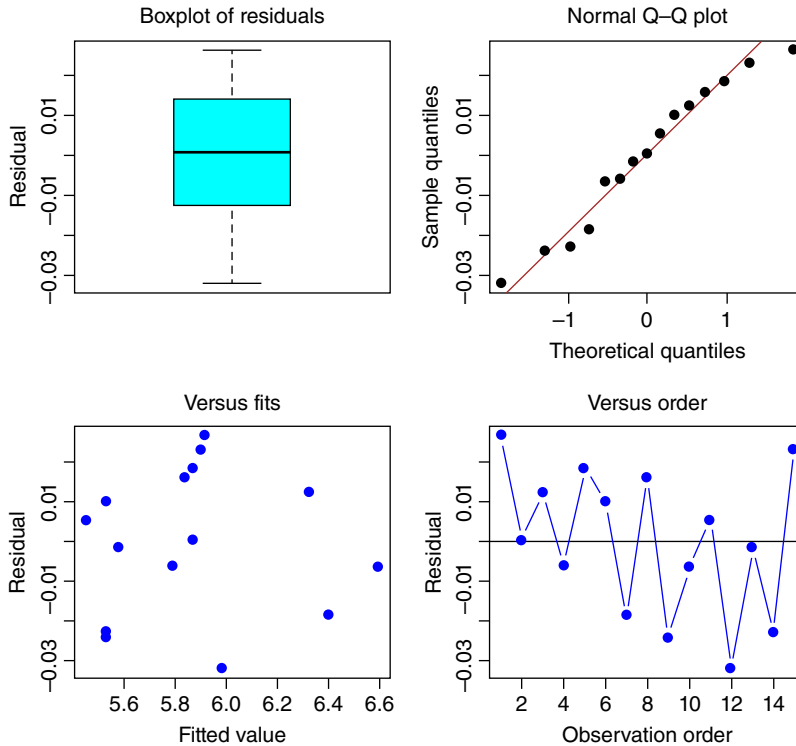 Boxplot of residuals
Residual
0.01
−0.01
−0.03
Normal Q–Q plot
Sample quantiles
0.01
−0.01
−0.03
−1 0 1
Theoretical quantiles
Versus fits
Residual
0.01
−0.01
−0.03
5.6 5.8 6.0 6.2 6.4 6.6
Fitted value
Versus order
Residual
0.01
−0.01
−0.03
2 4 6 8 10 12 14
Observation order